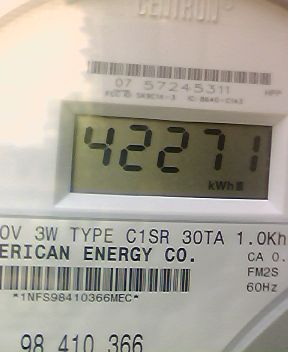 CENTRON®
07 57245311
HPP
42271
kWh
0V 3W TYPE C1SR 30TA 1.0Kh
ERICAN ENERGY CO.
CA 0.
FM2S
*1NFS98410366MEC*
60Hz
98 410 366